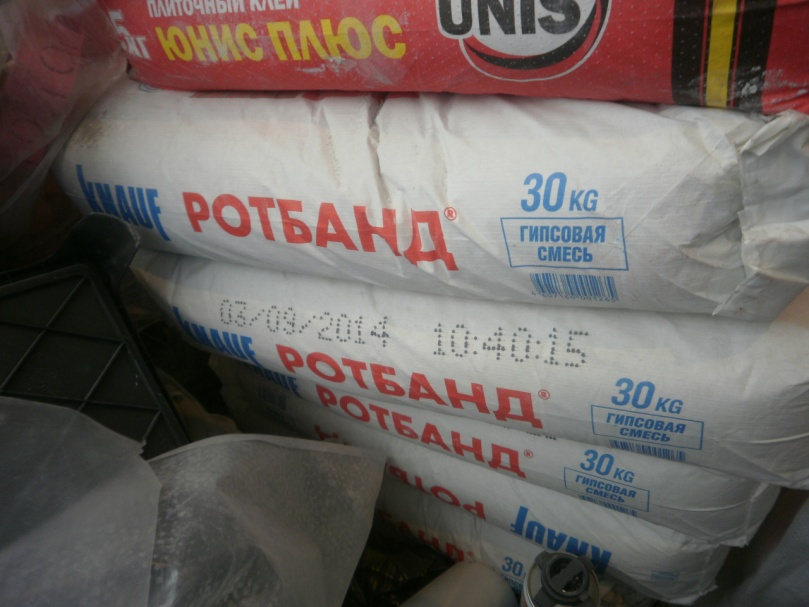 ПЛИТОЧНЫЙ КЛЕЙ
ЮНИС ПЛЮС
UNIS
KNAUF РОТБАНД®
30 KG
ГИПСОВАЯ
СМЕСЬ
03/09/2014 10:40:15
KNAUF РОТБАНД®
30 KG
ГИПСОВАЯ
СМЕСЬ
РОТБАНД®
30 KG
ГИПСОВАЯ
СМЕСЬ
KNAUF
30